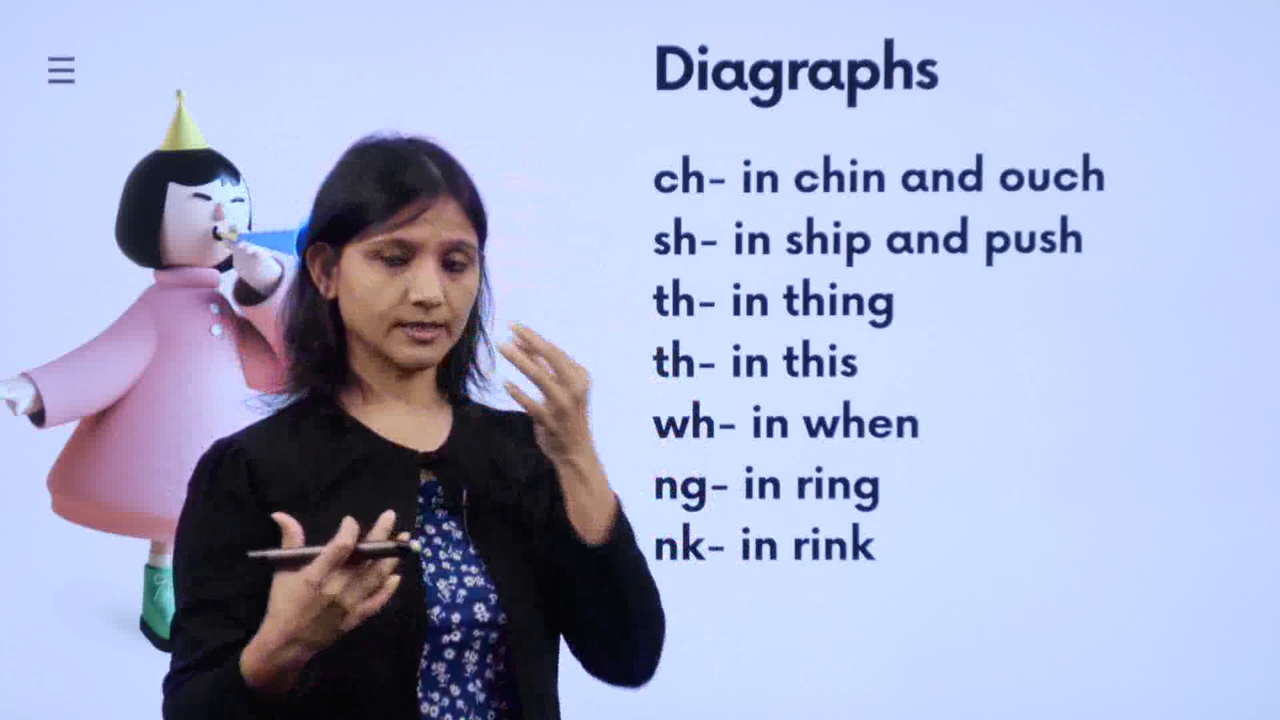 Diagraphs
ch- in chin and ouch
sh- in ship and push
th- in thing
th- in this
wh- in when
ng- in ring
nk- in rink